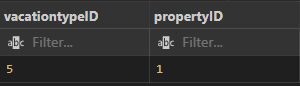 vacationtypeID propertyID
abc Filter... abc Filter...
5 1